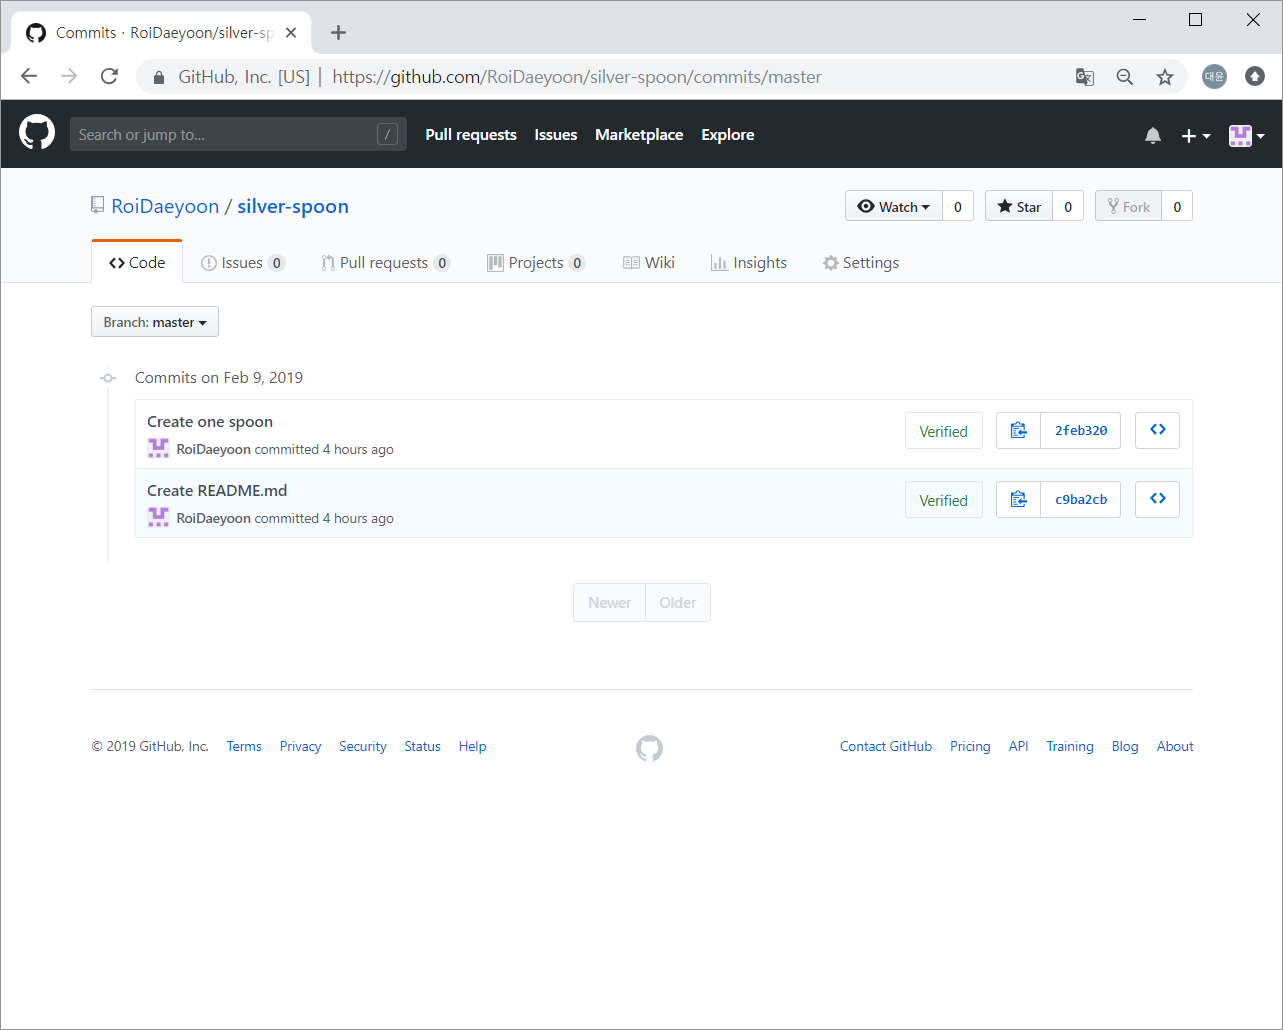 Commits · RoiDaeyoon/silver-sp
GitHub, Inc. [US] | https://github.com/RoiDaeyoon/silver-spoon/commits/master 대윤
Search or jump to... / Pull requests Issues Marketplace Explore
RoiDaeyoon / silver-spoon Watch 0 Star 0 Fork 0
Code Issues 0 Pull requests 0 Projects 0 Wiki Insights Settings
Branch: master
Commits on Feb 9, 2019
Create one spoon
RoiDaeyoon committed 4 hours ago
Verified 2feb320
Create README.md
RoiDaeyoon committed 4 hours ago
Verified c9ba2cb
Newer Older
© 2019 GitHub, Inc. Terms Privacy Security Status Help Contact GitHub Pricing API Training Blog About